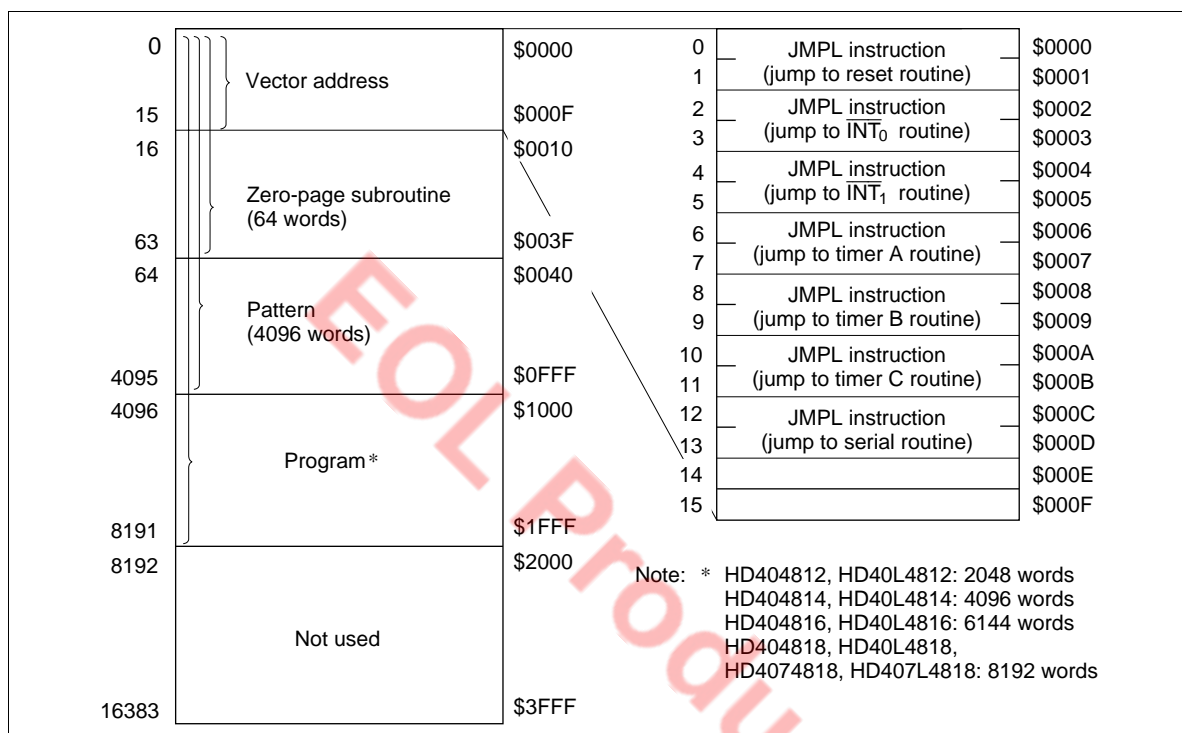 0
$0000
Vector address
15
$000F
16
$0010
Zero-page subroutine
(64 words)
63
$003F
64
$0040
Pattern
(4096 words)
4095
$0FFF
4096
$1000
Program*
8191
$1FFF
8192
$2000
Not used
16383
$3FFF
0 JMPL instruction $0000
1 (jump to reset routine) $0001
2 JMPL instruction $0002
3 (jump to INT0 routine) $0003
4 JMPL instruction $0004
5 (jump to INT1 routine) $0005
6 JMPL instruction $0006
7 (jump to timer A routine) $0007
8 JMPL instruction $0008
9 (jump to timer B routine) $0009
10 JMPL instruction $000A
11 (jump to timer C routine) $000B
12 JMPL instruction $000C
13 (jump to serial routine) $000D
14 $000E
15 $000F
Note: * HD404812, HD40L4812: 2048 words
HD404814, HD40L4814: 4096 words
HD404816, HD40L4816: 6144 words
HD404818, HD40L4818,
HD4074818, HD407L4818: 8192 words
EOL Produ